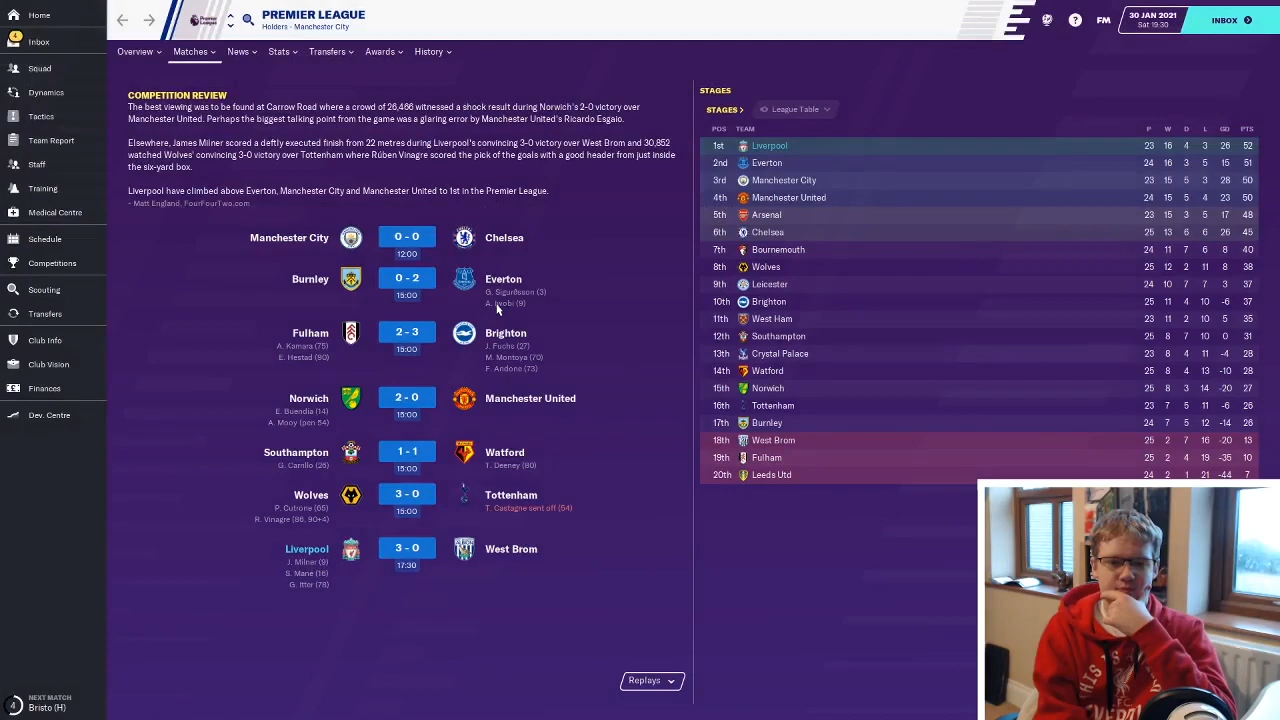 PREMIER LEAGUE
Holders - Manchester City
FM
30 JAN 2021
Sat 19:30
INBOX
Overview
Matches
News
Stats
Transfers
Awards
History
4
Inbox
Squad
Dynamics
Tactics
Team Report
Staff
Training
Medical Centre
Schedule
Competitions
Scouting
Transfers
Club Info
Club Vision
Finances
Dev. Centre
4
NEXT MATCH
Bristo (H)
COMPETITION REVIEW
The best viewing was to be found at Carrow Road where a crowd of 26,466 witnessed a shock result during Norwich's 2-0 victory over
Manchester United. Perhaps the biggest talking point from the game was a glaring error by Manchester United's Ricardo Esgaio.
Elsewhere, James Milner scored a deftly executed finish from 22 metres during Liverpool's convincing 3-0 victory over West Brom and 30,852
watched Wolves' convincing 3-0 victory over Tottenham where Rúben Vinagre scored the pick of the goals with a good header from just inside
the six-yard box.
Liverpool have climbed above Everton, Manchester City and Manchester United to 1st in the Premier League.
- Matt England, FourFourTwo.com
Manchester City 0 - 0 Chelsea
12:00
Burnley 0 - 2 Everton
15:00
G. Sigurðsson (3)
A. Iwobi (9)
Fulham 2 - 3 Brighton
15:00
A. Kamara (75)
E. Hestad (90)
J. Fuchs (27)
M. Montoya (70)
F. Andone (73)
Norwich 2 - 0 Manchester United
15:00
E. Buendía (14)
A. Mooy (pen 54)
Southampton 1 - 1 Watford
15:00
G. Carrillo (26)
T. Deeney (80)
Wolves 3 - 0 Tottenham
15:00
P. Cutrone (65)
R. Vinagre (86, 90+4)
T. Castagne sent off (54)
Liverpool 3 - 0 West Brom
17:30
J. Milner (9)
S. Mane (16)
G. Itter (78)
Replays
STAGES
STAGES > League Table
POS TEAM P W D L GD PTS
1st Liverpool 23 16 4 3 26 52
2nd Everton 24 16 3 5 15 51
3rd Manchester City 23 15 5 3 28 50
4th Manchester United 24 15 5 4 23 50
5th Arsenal 23 15 3 5 17 48
6th Chelsea 25 13 6 6 26 45
7th Bournemouth 24 11 7 6 8 40
8th Wolves 25 12 2 11 8 38
9th Leicester 24 10 7 7 3 37
10th Brighton 25 11 4 10 -6 37
11th West Ham 23 11 2 10 5 35
12th Southampton 25 8 7 10 0 31
13th Crystal Palace 23 8 4 11 -4 28
14th Watford 25 8 4 13 -10 28
15th Norwich 25 8 3 14 -20 27
16th Tottenham 23 7 5 11 -6 26
17th Burnley 24 7 5 12 -14 26
18th West Brom 25 2 7 16 -20 13
19th Fulham 25 2 4 19 -35 10
20th Leeds Utd 24 2 1 21 -44 7